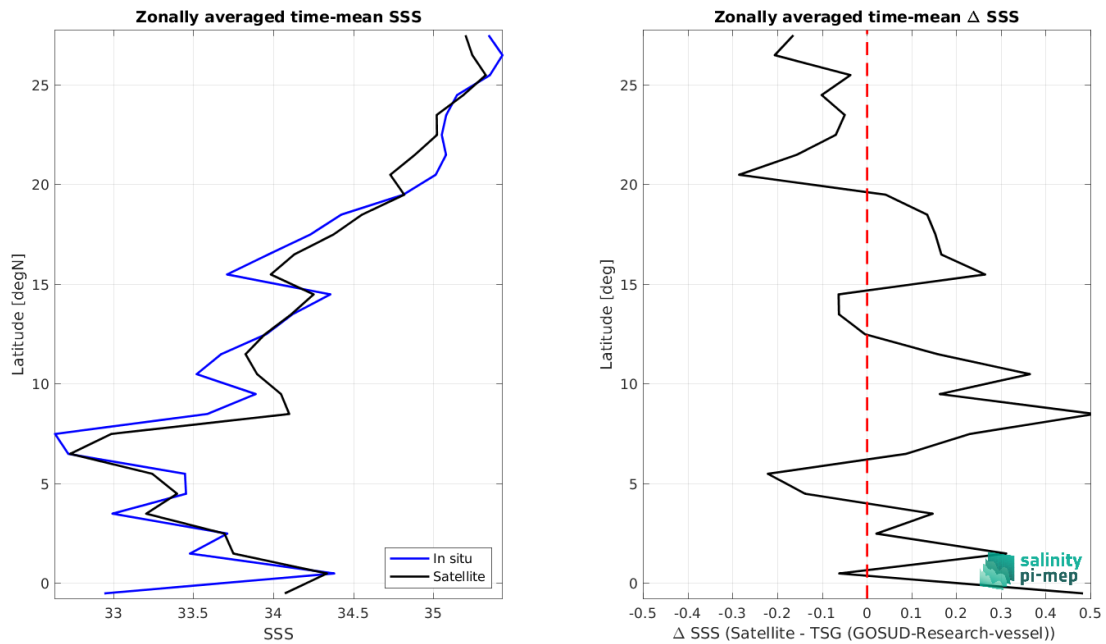 Zonally averaged time-mean SSS
Latitude [degN]
25
20
15
10
5
0
33
33.5
34
34.5
35
SSS
In situ
Satellite
Zonally averaged time-mean Δ SSS
Latitude [deg]
25
20
15
10
5
0
-0.5
-0.4
-0.3
-0.2
-0.1
0
0.1
0.2
0.3
0.4
0.5
Δ SSS (Satellite - TSG (GOSUD-Research-vessel))
salinity
pi-mep